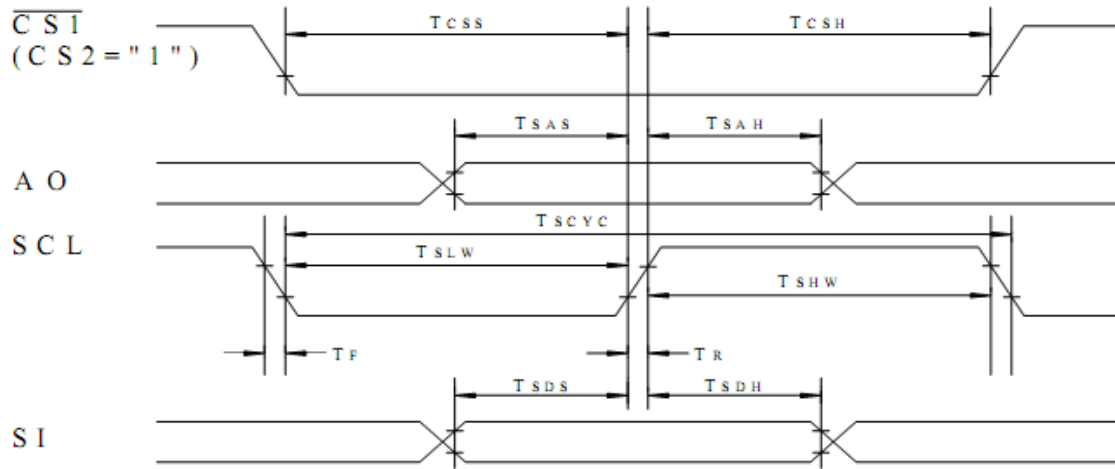 CS1 TCSS TCSH
(CS2="1")
TSAS TSAH
AO
TSCYC
SCL
TSLW
TSHW
TF TR
TSDS TSDH
SI